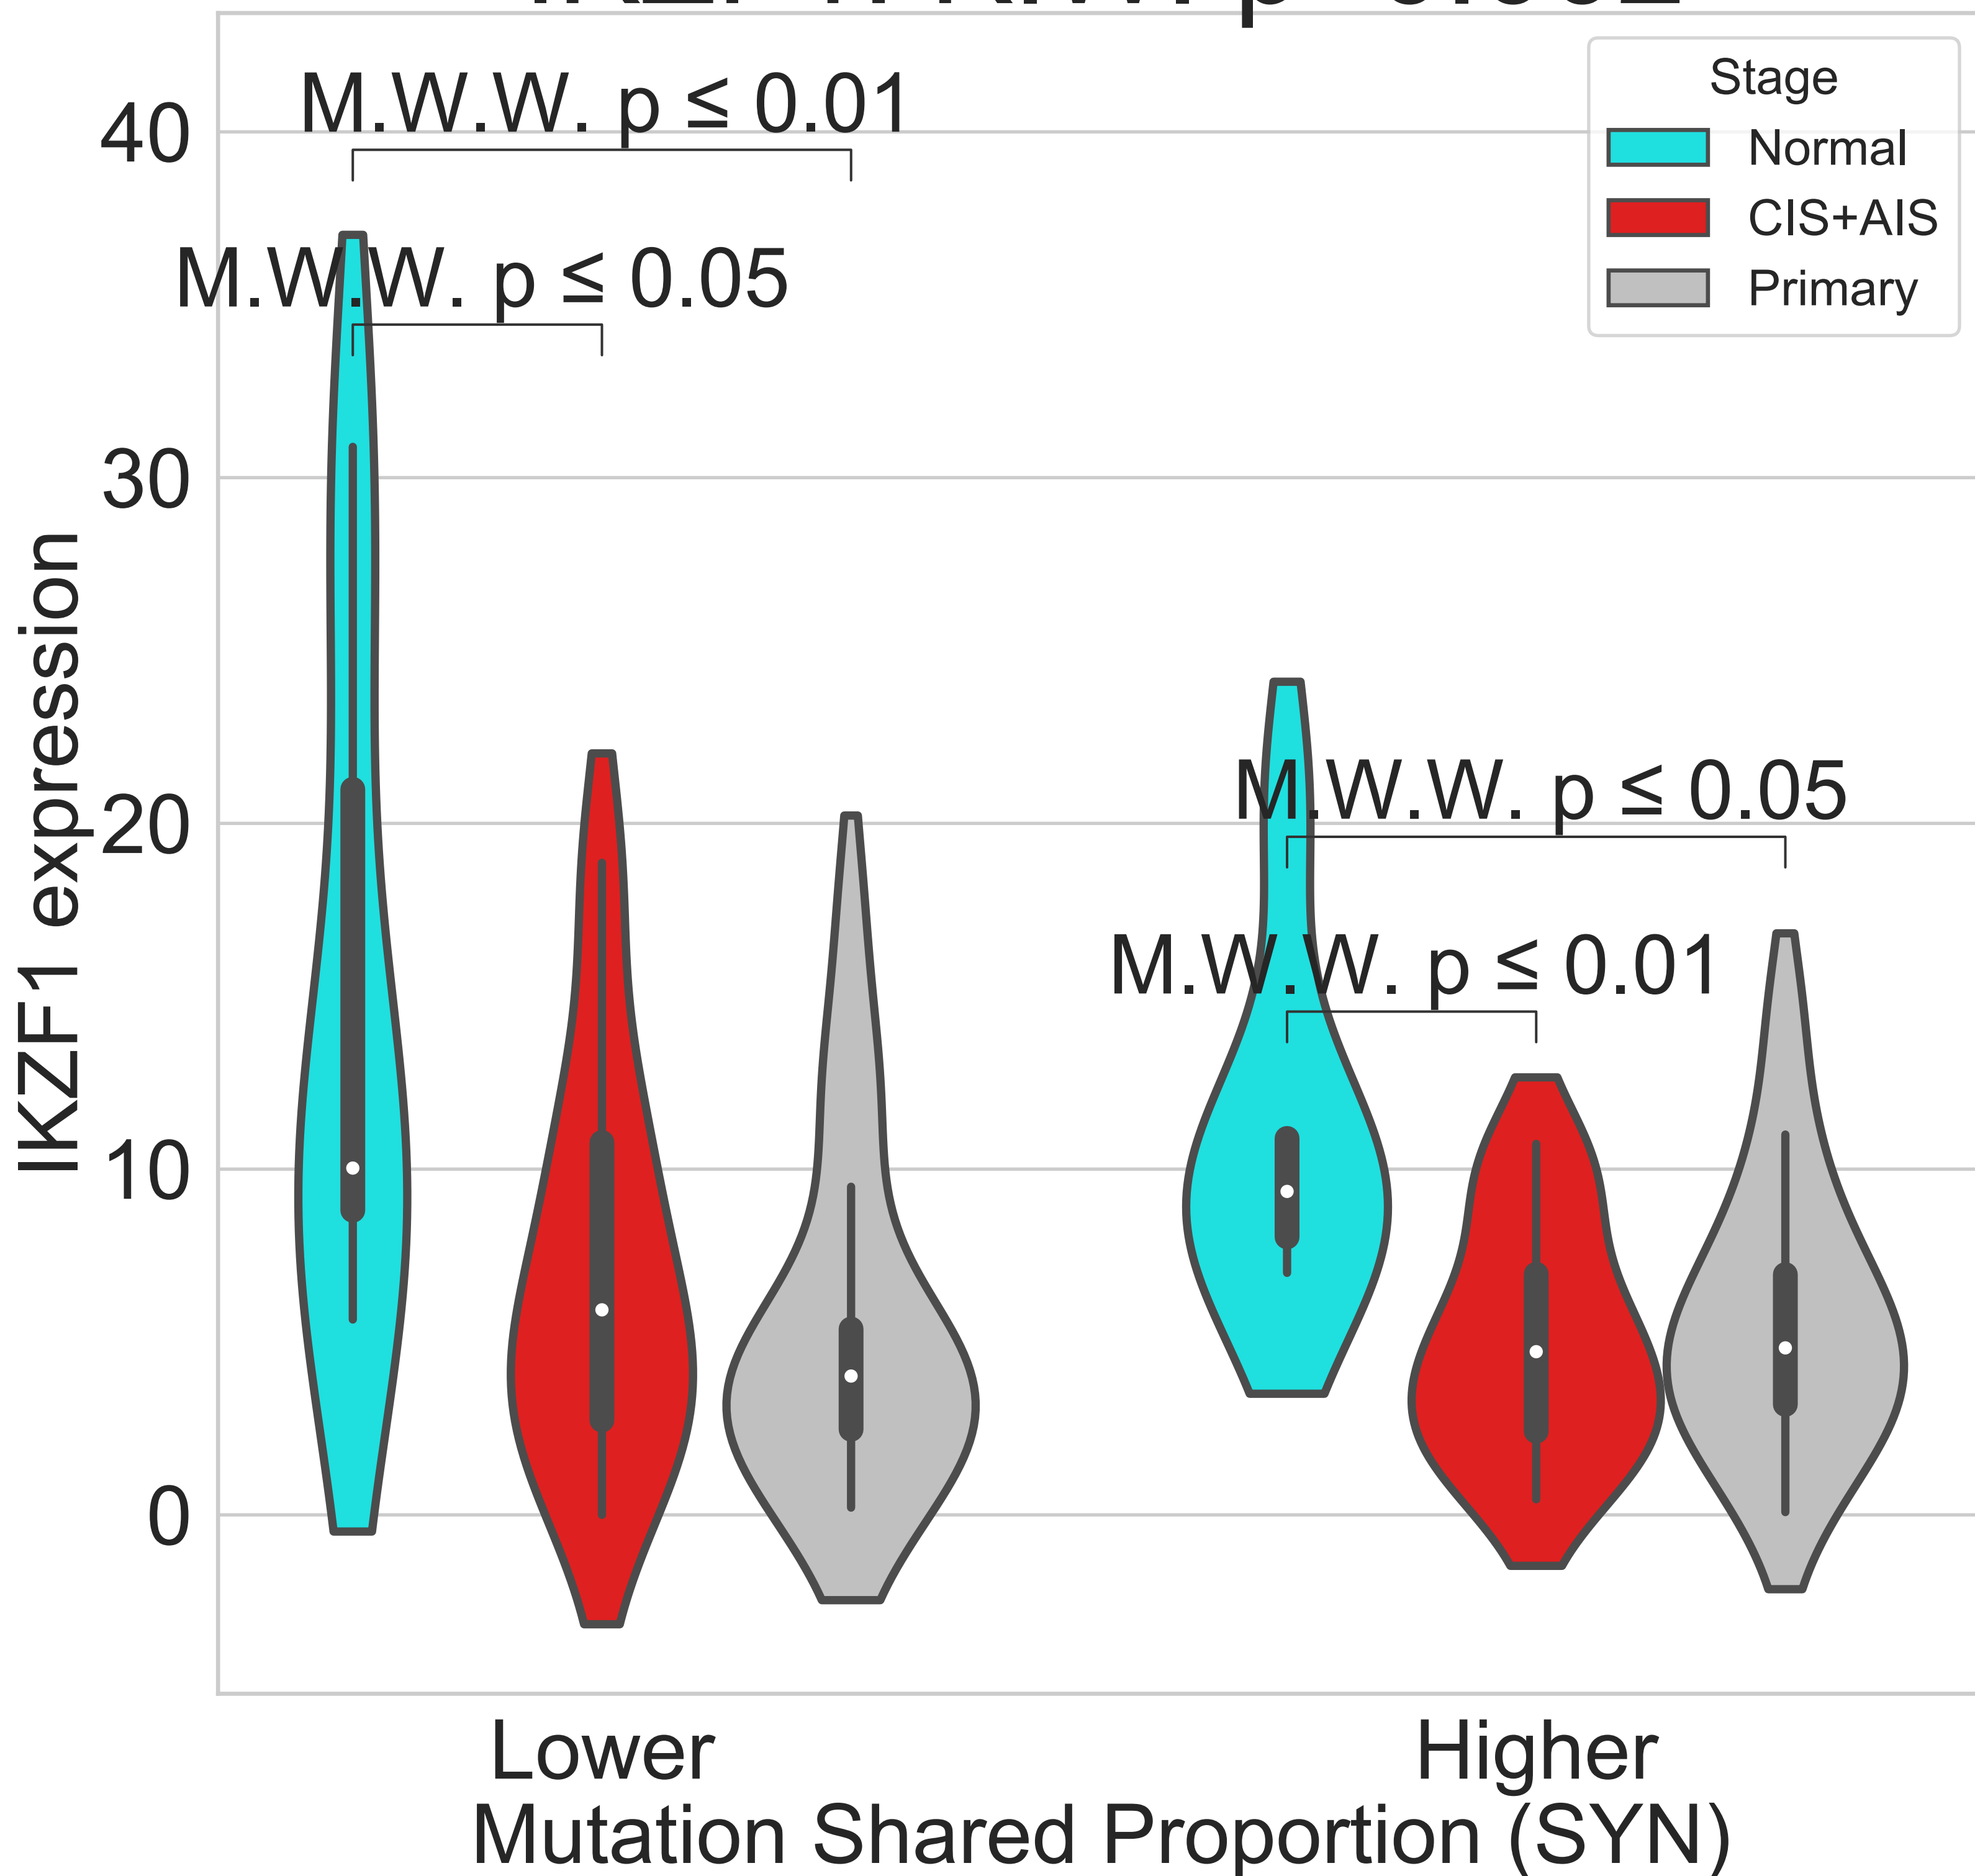 M.W.W. p ≤ 0.01
M.W.W. p ≤ 0.05
M.W.W. p ≤ 0.05
M.W.W. p ≤ 0.01
Stage
Normal
CIS+AIS
Primary
40
30
20
10
0
IKZF1 expression
Lower
Higher
Mutation Shared Proportion (SYN)